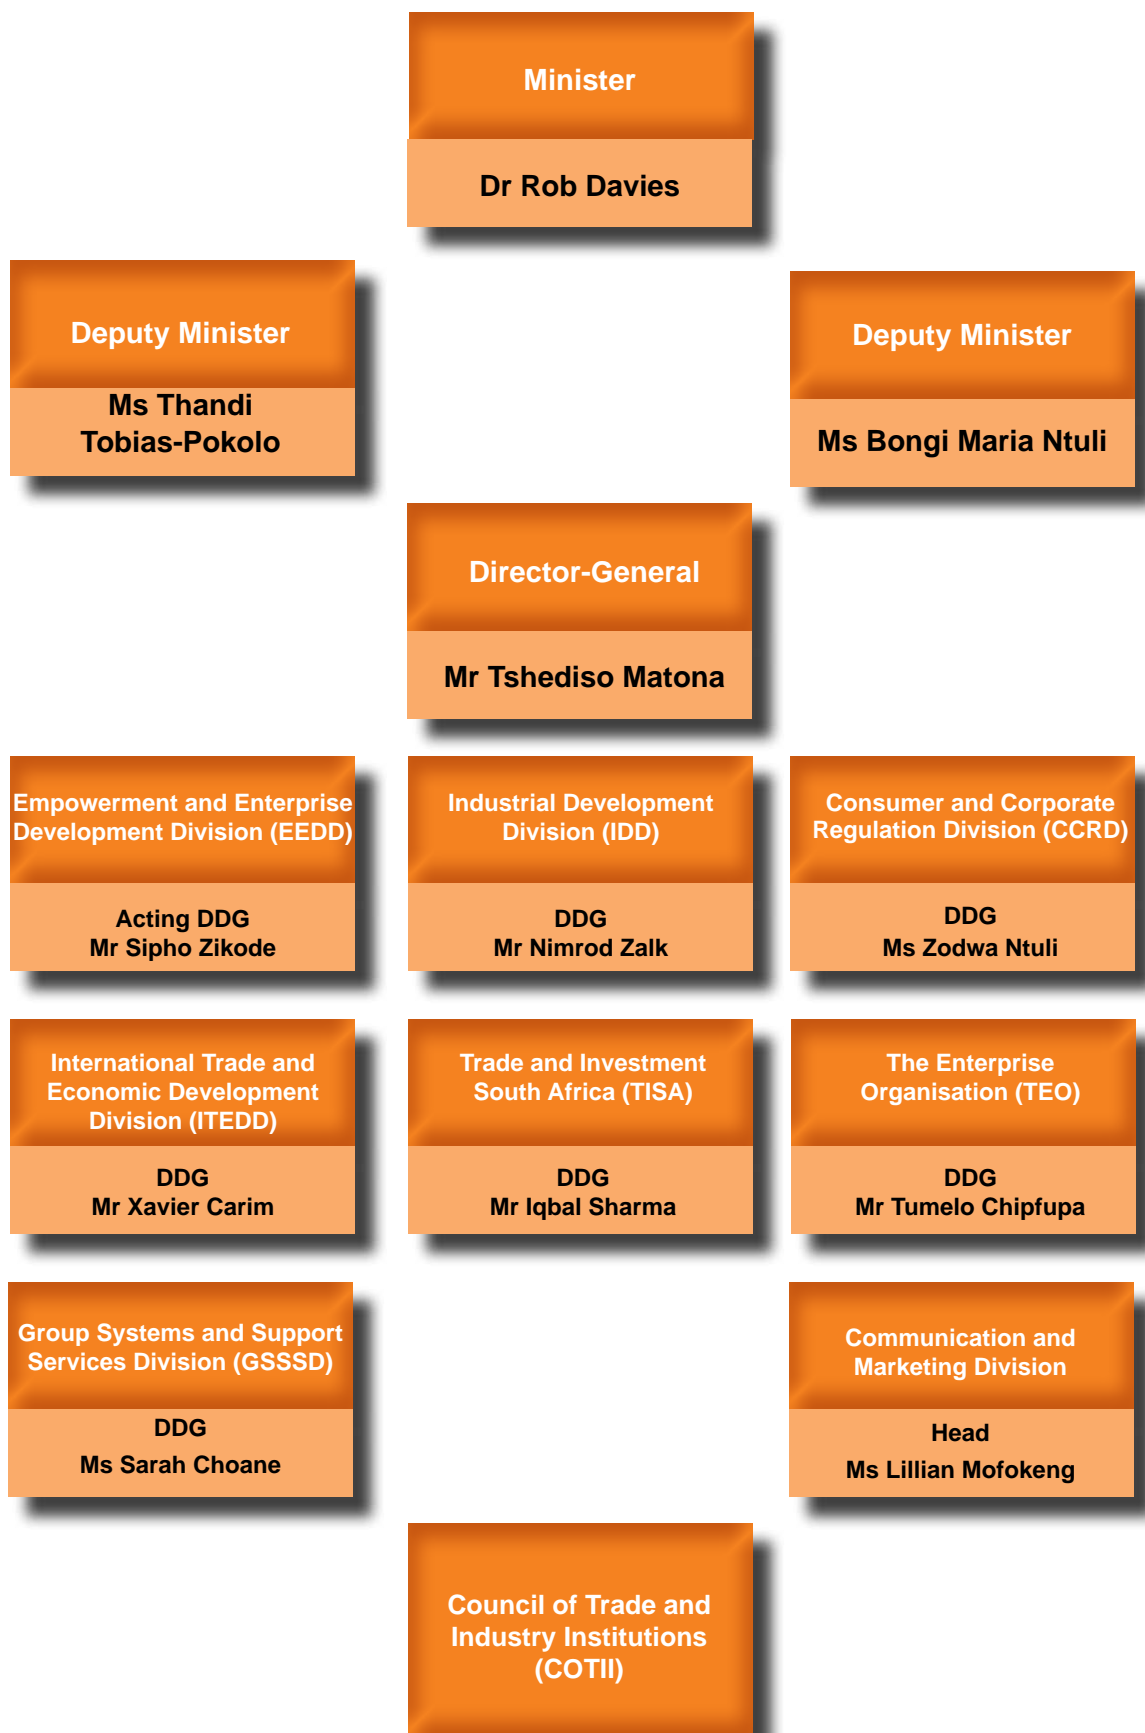 Minister
Dr Rob Davies
Deputy Minister
Ms Thandi
Tobias-Pokolo
Deputy Minister
Ms Bongi Maria Ntuli
Director-General
Mr Tshediso Matona
Empowerment and Enterprise
Development Division (EEDD)
Acting DDG
Mr Sipho Zikode
Industrial Development
Division (IDD)
DDG
Mr Nimrod Zalk
Consumer and Corporate
Regulation Division (CCRD)
DDG
Ms Zodwa Ntuli
International Trade and
Economic Development
Division (ITEDD)
DDG
Mr Xavier Carim
Trade and Investment
South Africa (TISA)
DDG
Mr Iqbal Sharma
The Enterprise
Organisation (TEO)
DDG
Mr Tumelo Chipfupa
Group Systems and Support
Services Division (GSSSD)
DDG
Ms Sarah Choane
Communication and
Marketing Division
Head
Ms Lillian Mofokeng
Council of Trade and
Industry Institutions
(COTII)